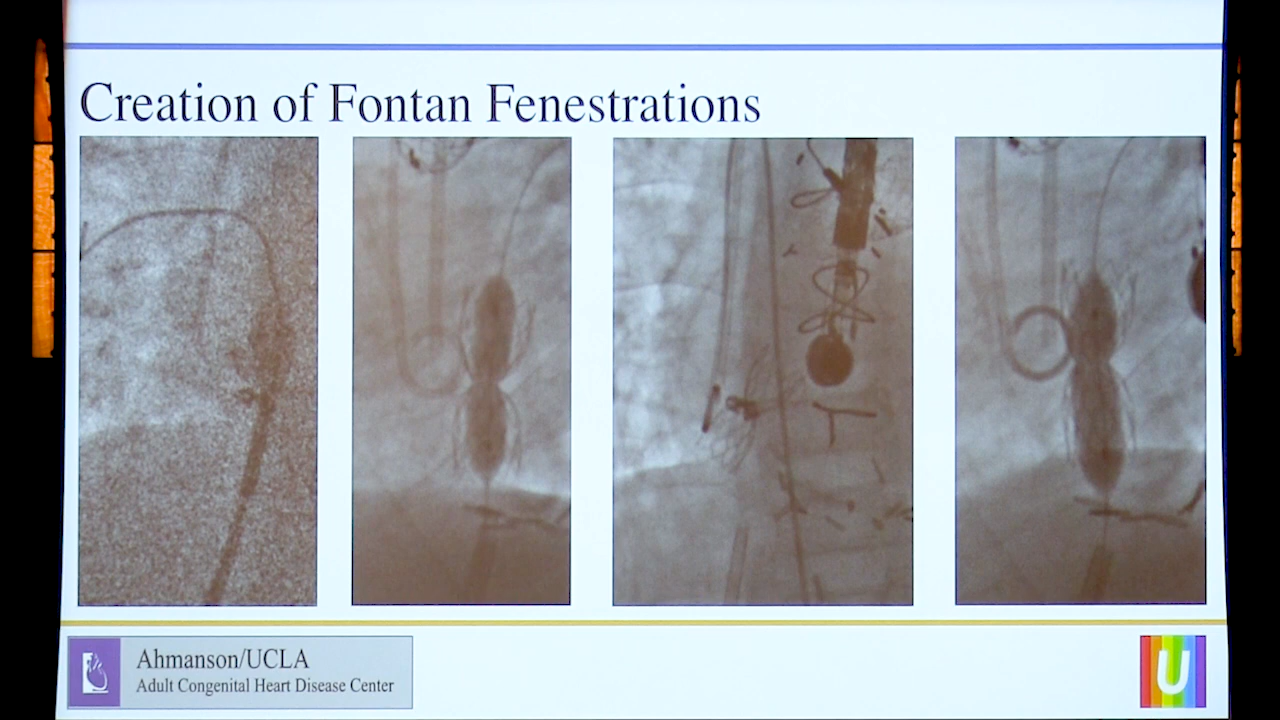 Creation of Fontan Fenestrations
Ahmanson/UCLA
Adult Congenital Heart Disease Center
U